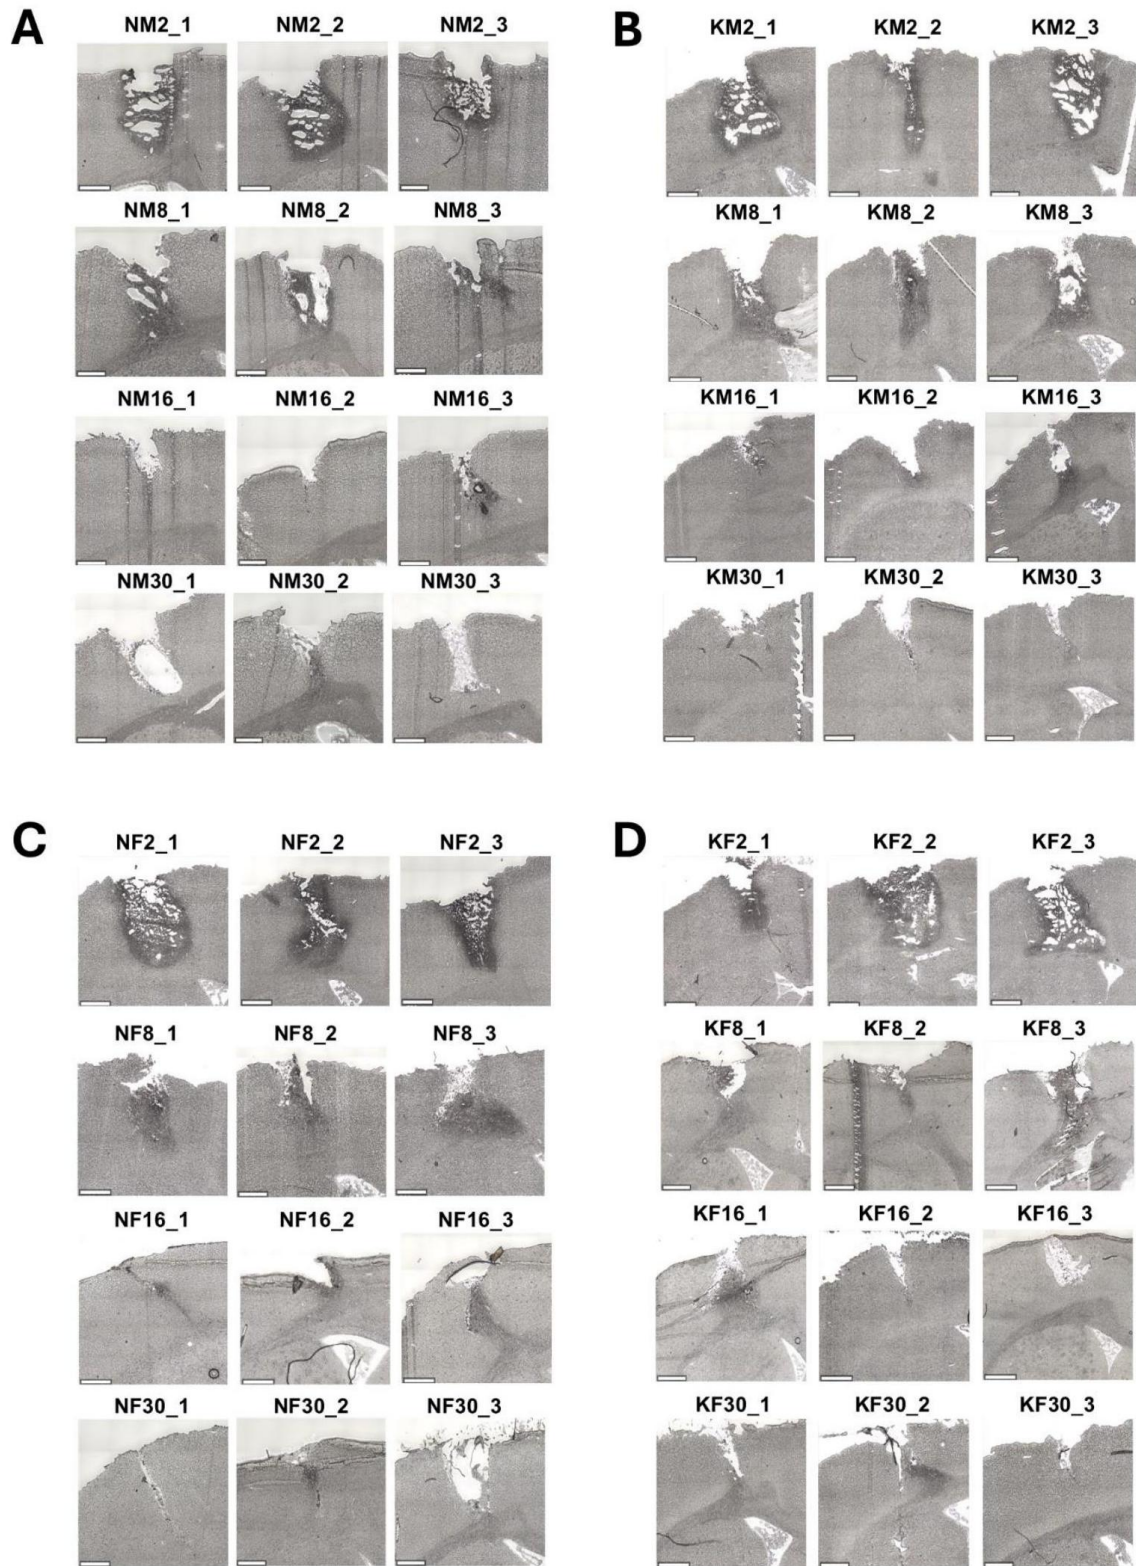 A
NM2_1 NM2_2 NM2_3
NM8_1 NM8_2 NM8_3
NM16_1 NM16_2 NM16_3
NM30_1 NM30_2 NM30_3
B
KM2_1 KM2_2 KM2_3
KM8_1 KM8_2 KM8_3
KM16_1 KM16_2 KM16_3
KM30_1 KM30_2 KM30_3
C
NF2_1 NF2_2 NF2_3
NF8_1 NF8_2 NF8_3
NF16_1 NF16_2 NF16_3
NF30_1 NF30_2 NF30_3
D
KF2_1 KF2_2 KF2_3
KF8_1 KF8_2 KF8_3
KF16_1 KF16_2 KF16_3
KF30_1 KF30_2 KF30_3